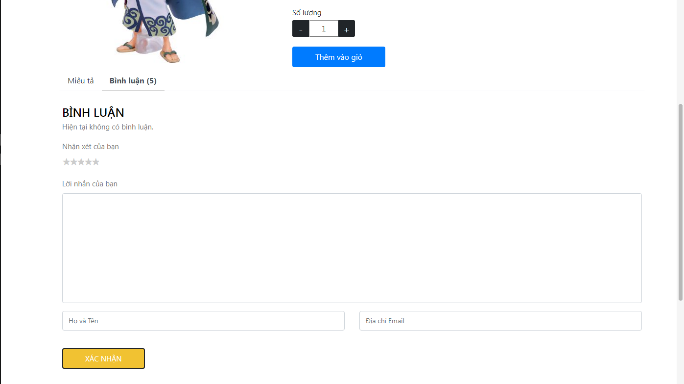 Số lượng
- 1 +
Thêm vào giỏ
Miêu tả Bình luận (5)
BÌNH LUẬN
Hiện tại không có bình luận.
Nhận xét của bạn
Lời nhắn của bạn
Họ và Tên Địa chỉ Email
XÁC NHẬN